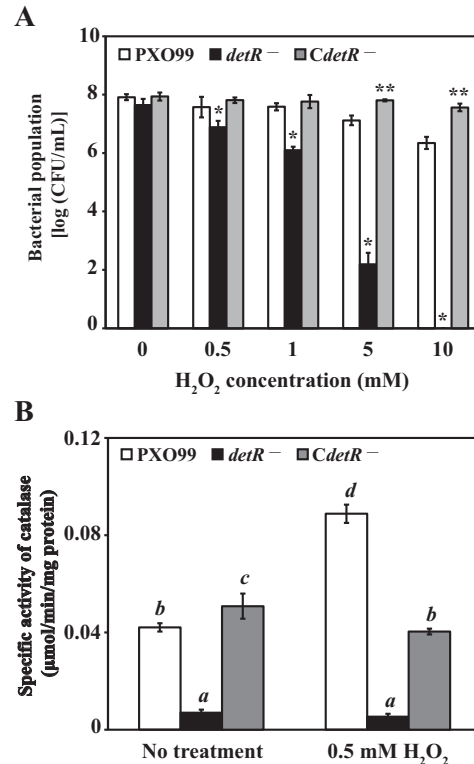 A
PXO99 detR⁻ CdetR⁻
Bacterial population
[log (CFU/mL)]
10
8
6
4
2
0
* * * ** * **
0 0.5 1 5 10
H₂O₂ concentration (mM)
B
PXO99 detR⁻ CdetR⁻
Specific activity of catalase
(μmol/min/mg protein)
0.12
0.08
0.04
0
b a c d a b
No treatment 0.5 mM H₂O₂